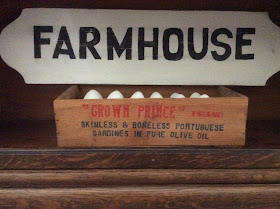 FARMHOUSE
"CROWN PRINCE" BRAND
SKINLESS & BONELESS PORTUGUESE
SARDINES IN PURE OLIVE OIL